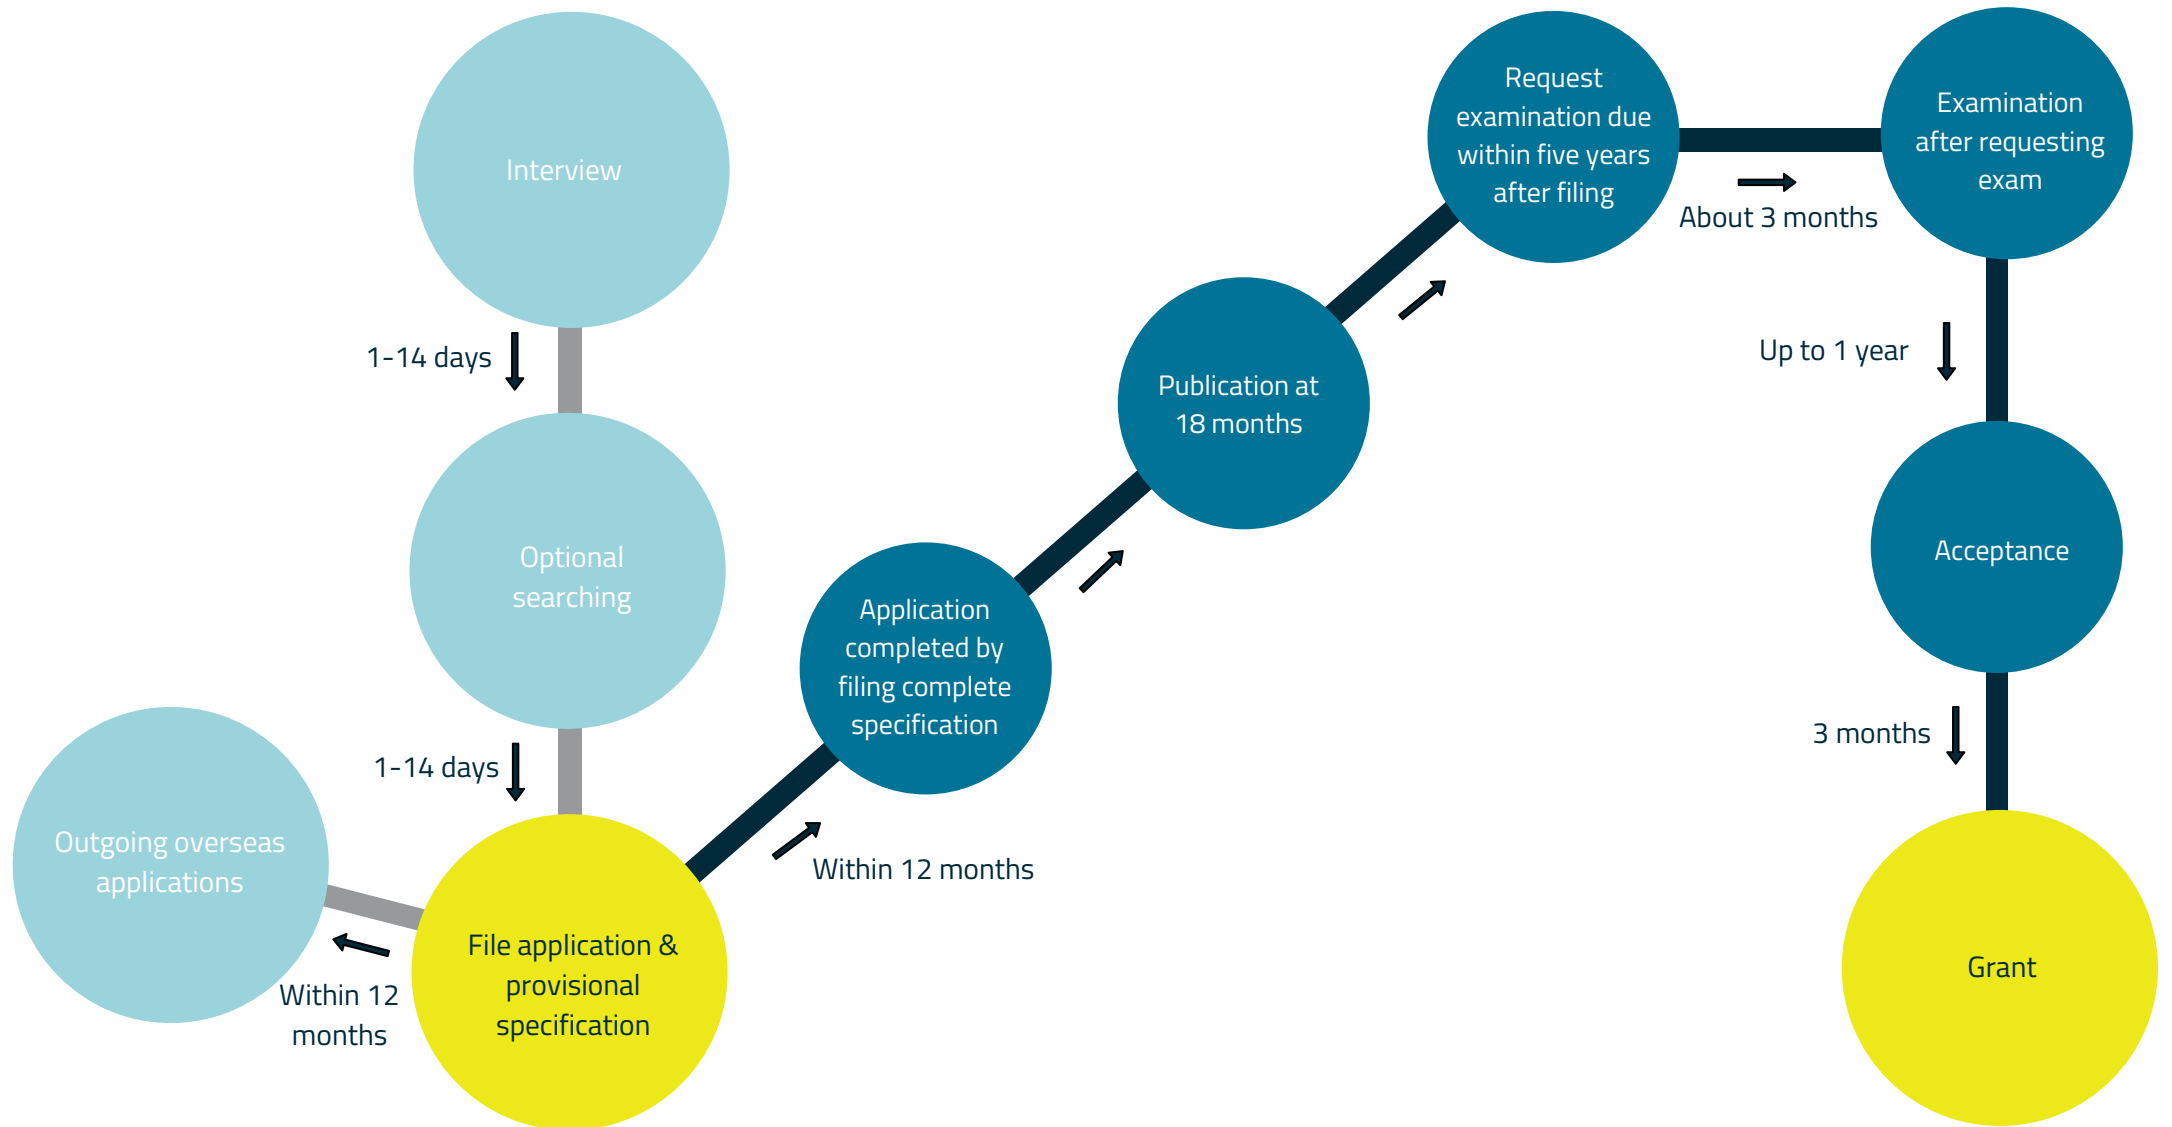 Interview
1-14 days
Optional
searching
1-14 days
File application &
provisional
specification
Within 12
months
Outgoing overseas
applications
Within 12 months
Application
completed by
filing complete
specification
Publication at
18 months
Request
examination due
within five years
after filing
About 3 months
Examination
after requesting
exam
Up to 1 year
Acceptance
3 months
Grant